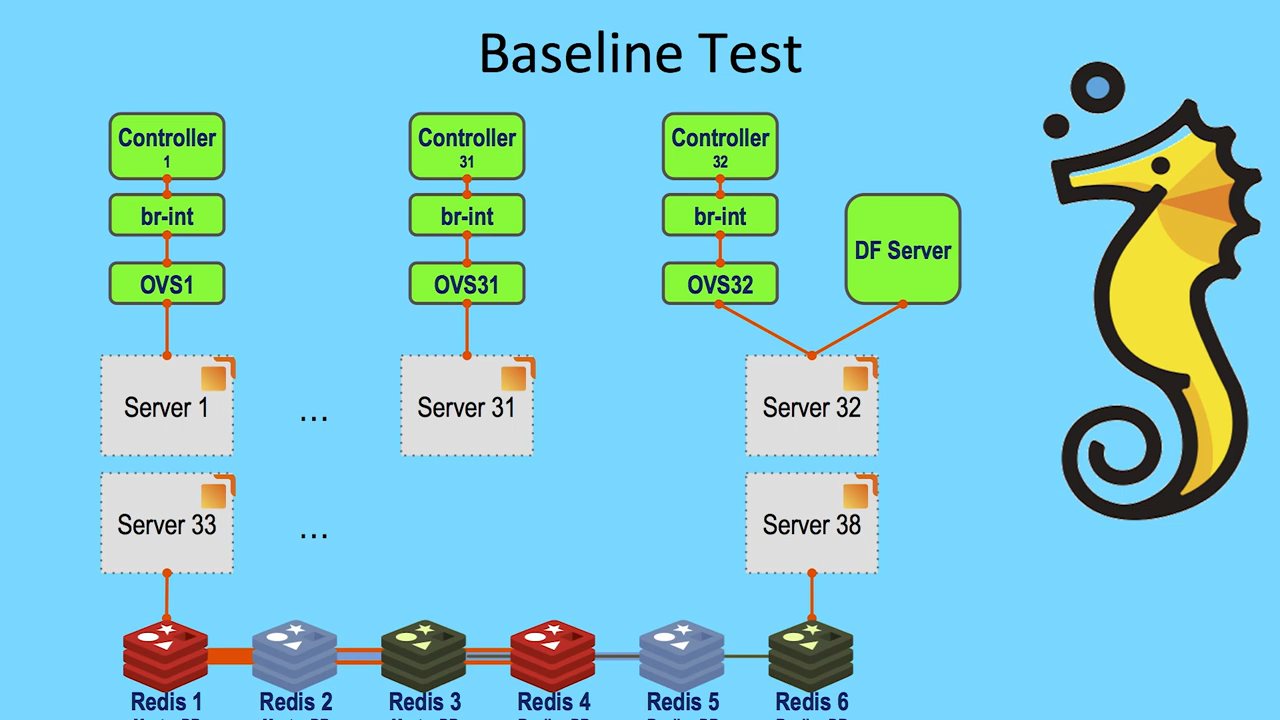 Baseline Test
Controller
1
Controller
31
Controller
32
br-int
br-int
br-int
DF Server
OVS1
OVS31
OVS32
Server 1
...
Server 31
Server 32
Server 33
...
Server 38
Redis 1
Redis 2
Redis 3
Redis 4
Redis 5
Redis 6